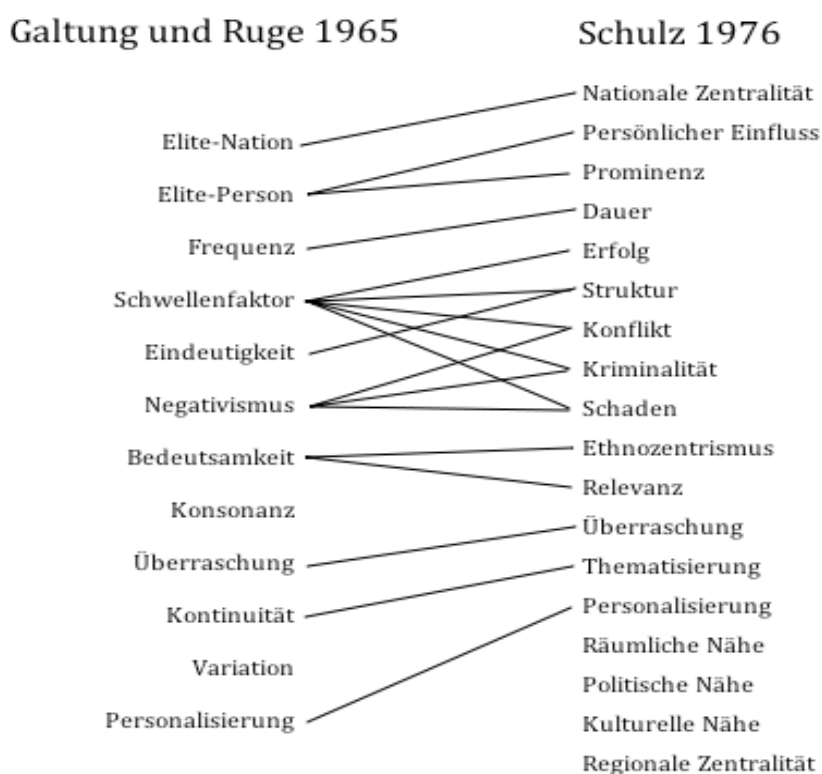 Galtung und Ruge 1965
Elite-Nation
Elite-Person
Frequenz
Schwellenfaktor
Eindeutigkeit
Negativismus
Bedeutsamkeit
Konsonanz
Überraschung
Kontinuität
Variation
Personalisierung
Schulz 1976
Nationale Zentralität
Persönlicher Einfluss
Prominenz
Dauer
Erfolg
Struktur
Konflikt
Kriminalität
Schaden
Ethnozentrismus
Relevanz
Überraschung
Thematisierung
Personalisierung
Räumliche Nähe
Politische Nähe
Kulturelle Nähe
Regionale Zentralität